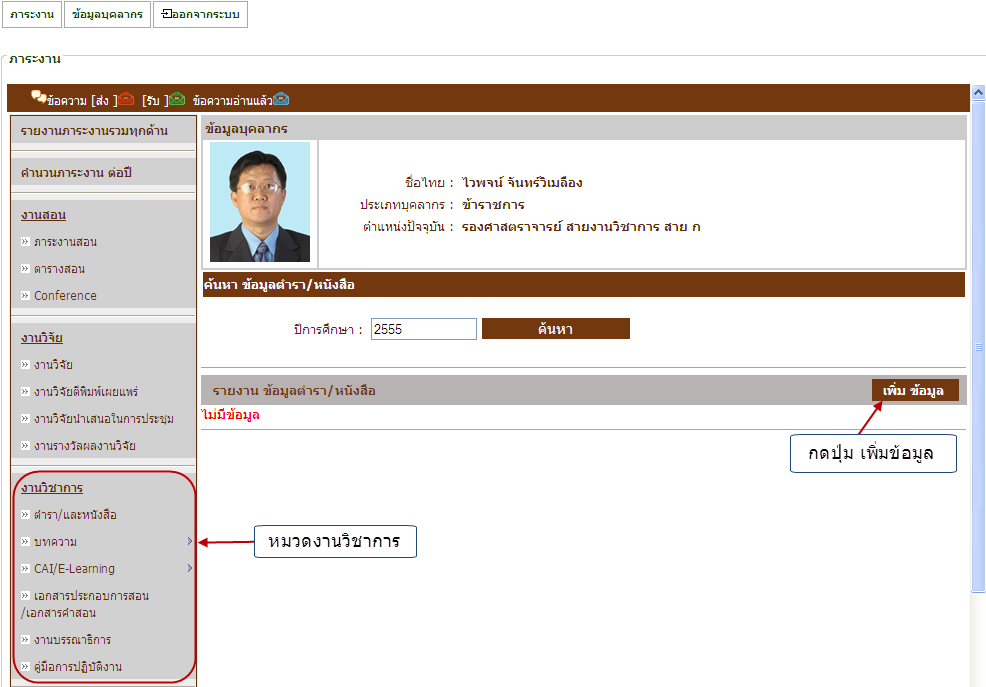 ภาระงาน ข้อมูลบุคลากร ออกจากระบบ
ภาระงาน
ข้อความ [ส่ง ] [รับ ] ข้อความอ่านแล้ว
รายงานภาระงานรวมทุกด้าน
คำนวนภาระงาน ต่อปี
งานสอน
ภาระงานสอน
ตารางสอน
Conference
งานวิจัย
งานวิจัย
งานวิจัยตีพิมพ์เผยแพร่
งานวิจัยนำเสนอในการประชุม
งานรางวัลผลงานวิจัย
งานวิชาการ
ตำรา/และหนังสือ
บทความ
CAI/E-Learning
เอกสารประกอบการสอน
/เอกสารคำสอน
งานบรรณาธิการ
คู่มือการปฏิบัติงาน
ข้อมูลบุคลากร
ชื่อไทย : ไวพจน์ จันทร์วิเมลือง
ประเภทบุคลากร : ข้าราชการ
ตำแหน่งปัจจุบัน : รองศาสตราจารย์ สายงานวิชาการ สาย ก
ค้นหา ข้อมูลตำรา/หนังสือ
ปีการศึกษา : 2555 ค้นหา
รายงาน ข้อมูลตำรา/หนังสือ เพิ่ม ข้อมูล
ไม่มีข้อมูล
กดปุ่ม เพิ่มข้อมูล
หมวดงานวิชาการ